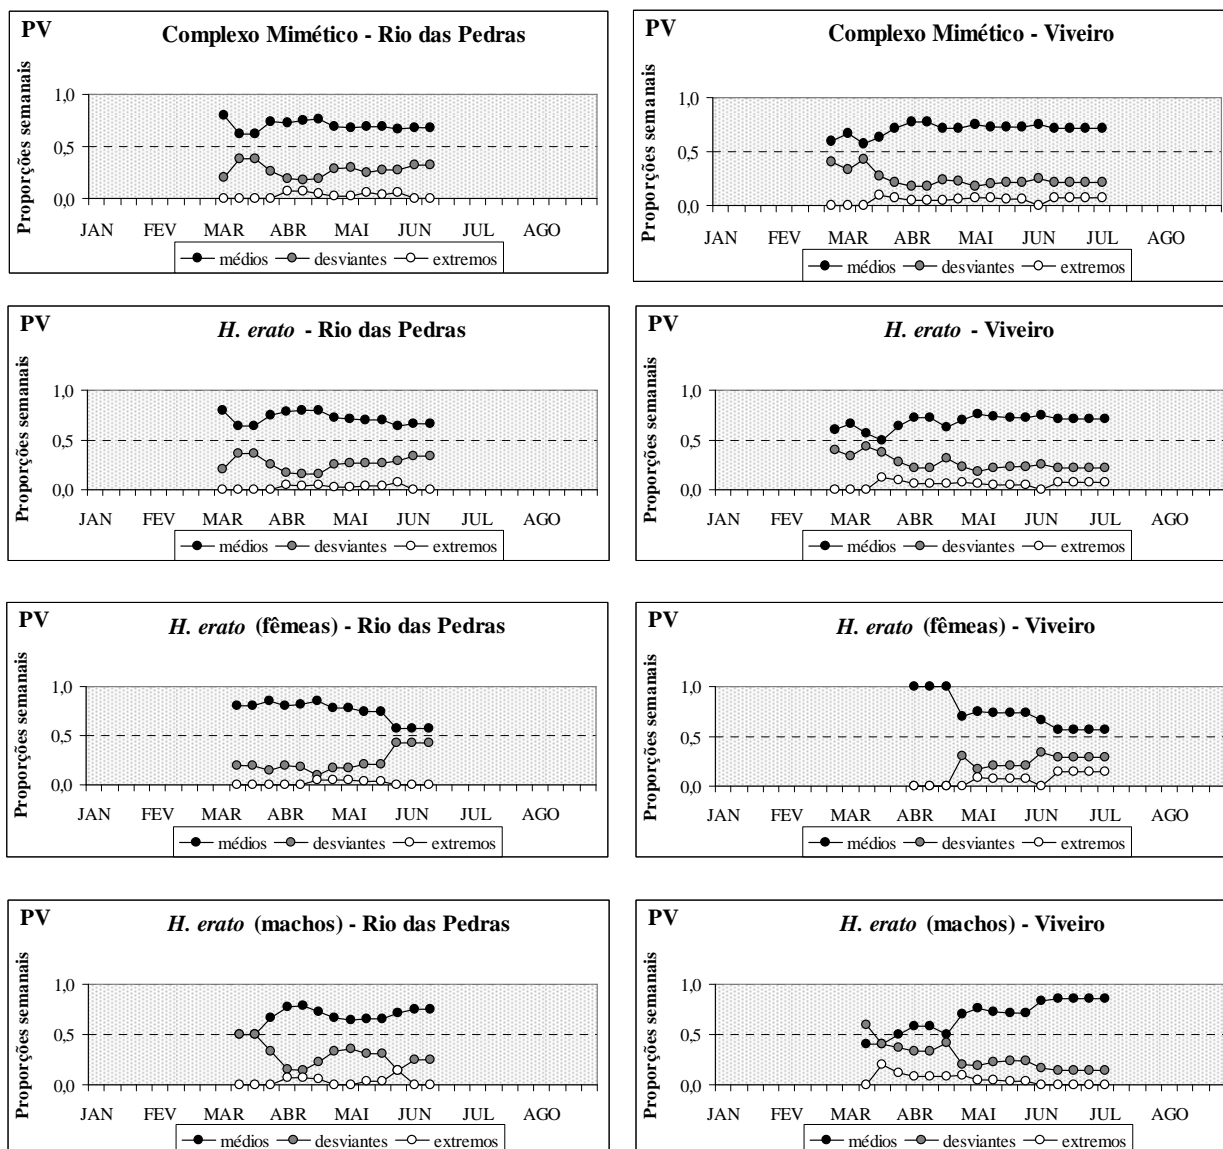 PV
Complexo Mimético - Rio das Pedras
Proporções semanais
1,0
0,5
0,0
JAN FEV MAR ABR MAI JUN JUL AGO
médios desviantes extremos
PV
Complexo Mimético - Viveiro
Proporções semanais
1,0
0,5
0,0
JAN FEV MAR ABR MAI JUN JUL AGO
médios desviantes extremos
PV
H. erato - Rio das Pedras
Proporções semanais
1,0
0,5
0,0
JAN FEV MAR ABR MAI JUN JUL AGO
médios desviantes extremos
PV
H. erato - Viveiro
Proporções semanais
1,0
0,5
0,0
JAN FEV MAR ABR MAI JUN JUL AGO
médios desviantes extremos
PV
H. erato (fêmeas) - Rio das Pedras
Proporções semanais
1,0
0,5
0,0
JAN FEV MAR ABR MAI JUN JUL AGO
médios desviantes extremos
PV
H. erato (fêmeas) - Viveiro
Proporções semanais
1,0
0,5
0,0
JAN FEV MAR ABR MAI JUN JUL AGO
médios desviantes extremos
PV
H. erato (machos) - Rio das Pedras
Proporções semanais
1,0
0,5
0,0
JAN FEV MAR ABR MAI JUN JUL AGO
médios desviantes extremos
PV
H. erato (machos) - Viveiro
Proporções semanais
1,0
0,5
0,0
JAN FEV MAR ABR MAI JUN JUL AGO
médios desviantes extremos